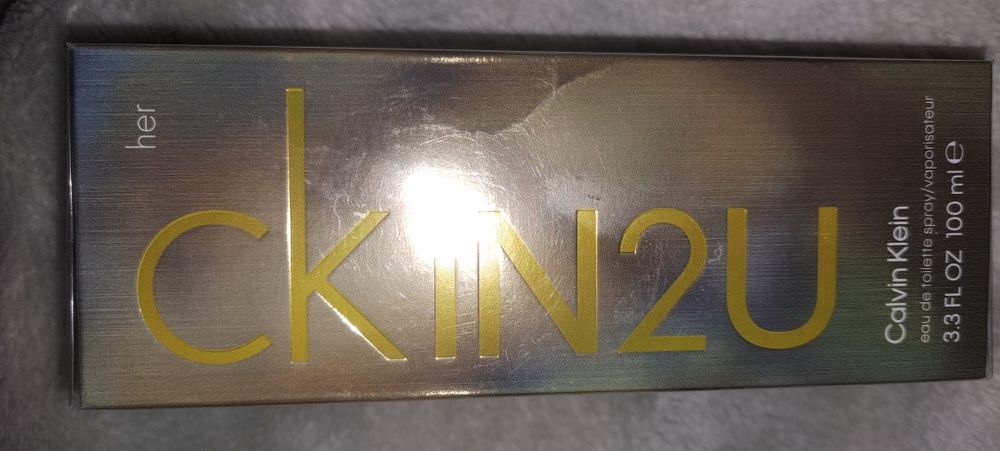 her
ckIN2U
Calvin Klein
eau de toilette spray/vaporisateur
3.3 FL OZ 100 ml ℮